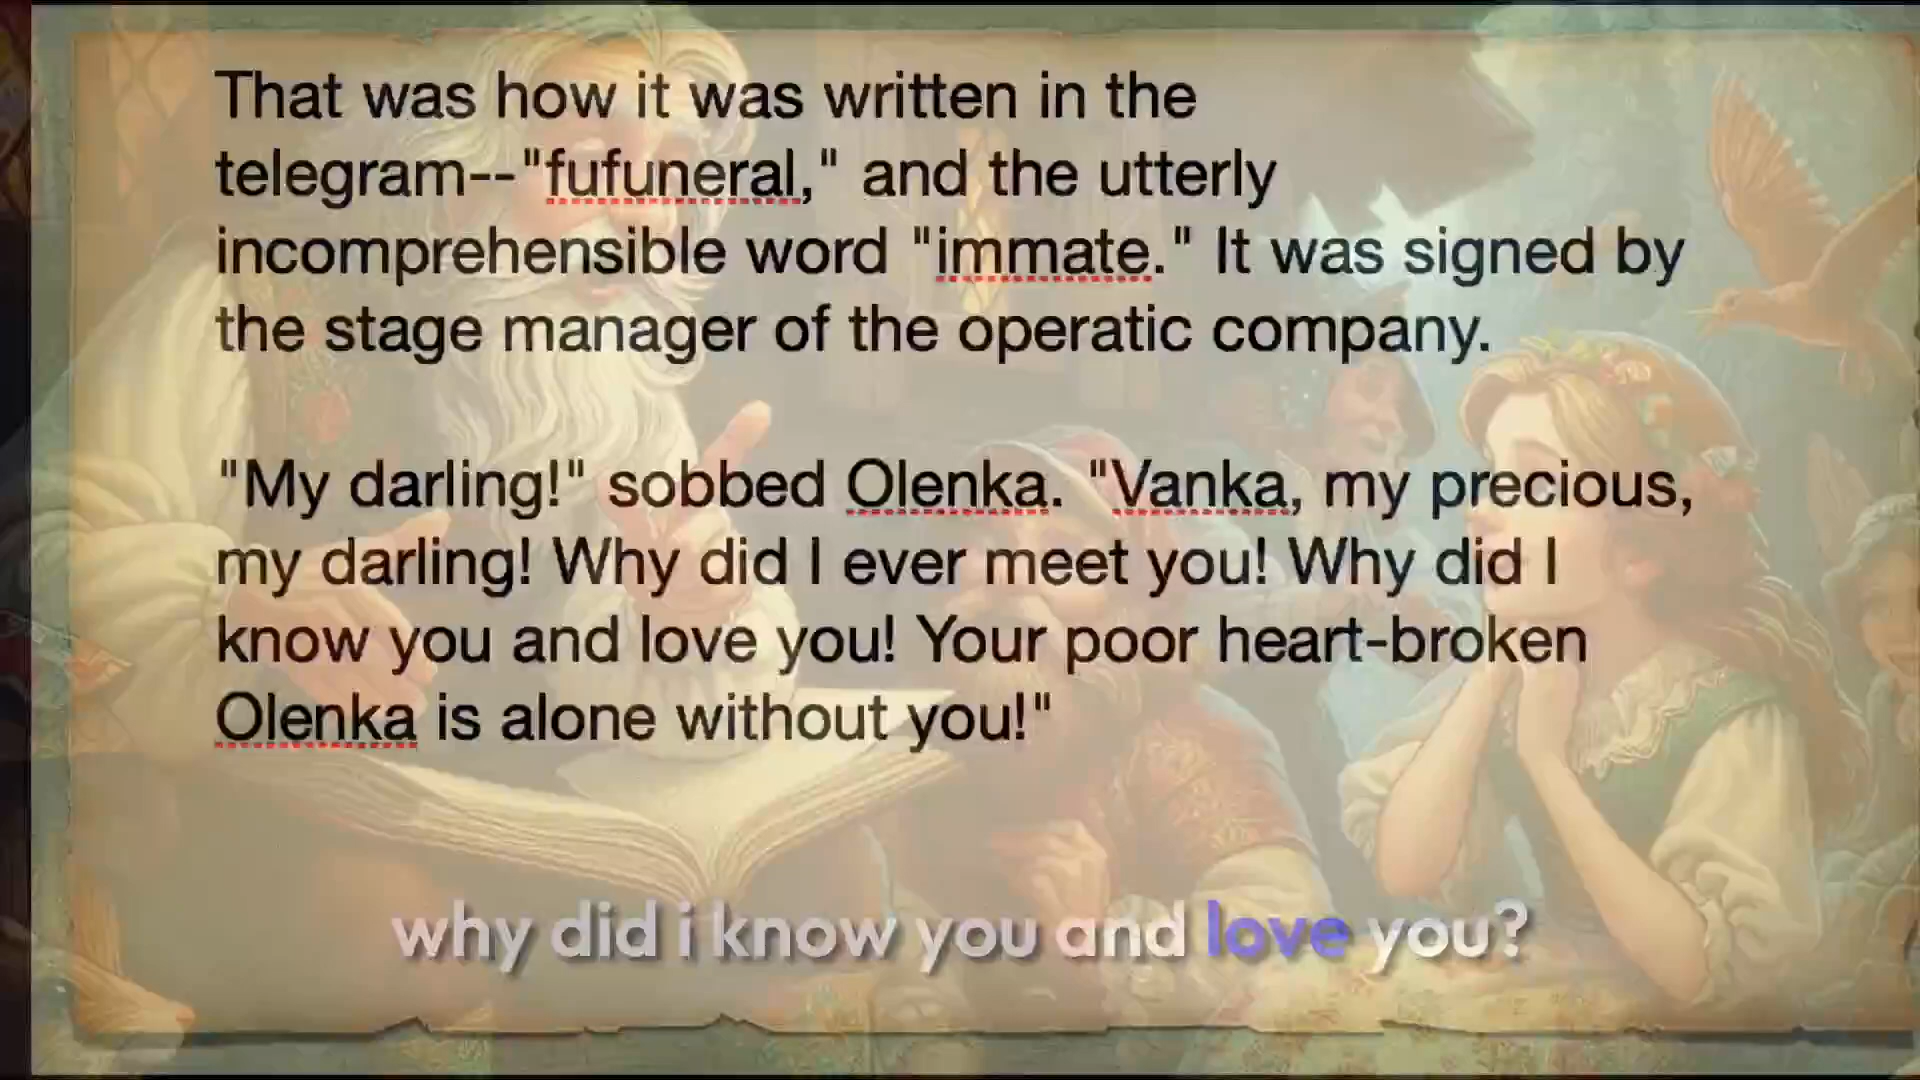 That was how it was written in the
telegram--"fufuneral," and the utterly
incomprehensible word "immate." It was signed by
the stage manager of the operatic company.
"My darling!" sobbed Olenka. "Vanka, my precious,
my darling! Why did I ever meet you! Why did I
know you and love you! Your poor heart-broken
Olenka is alone without you!"
why did i know you and love you?